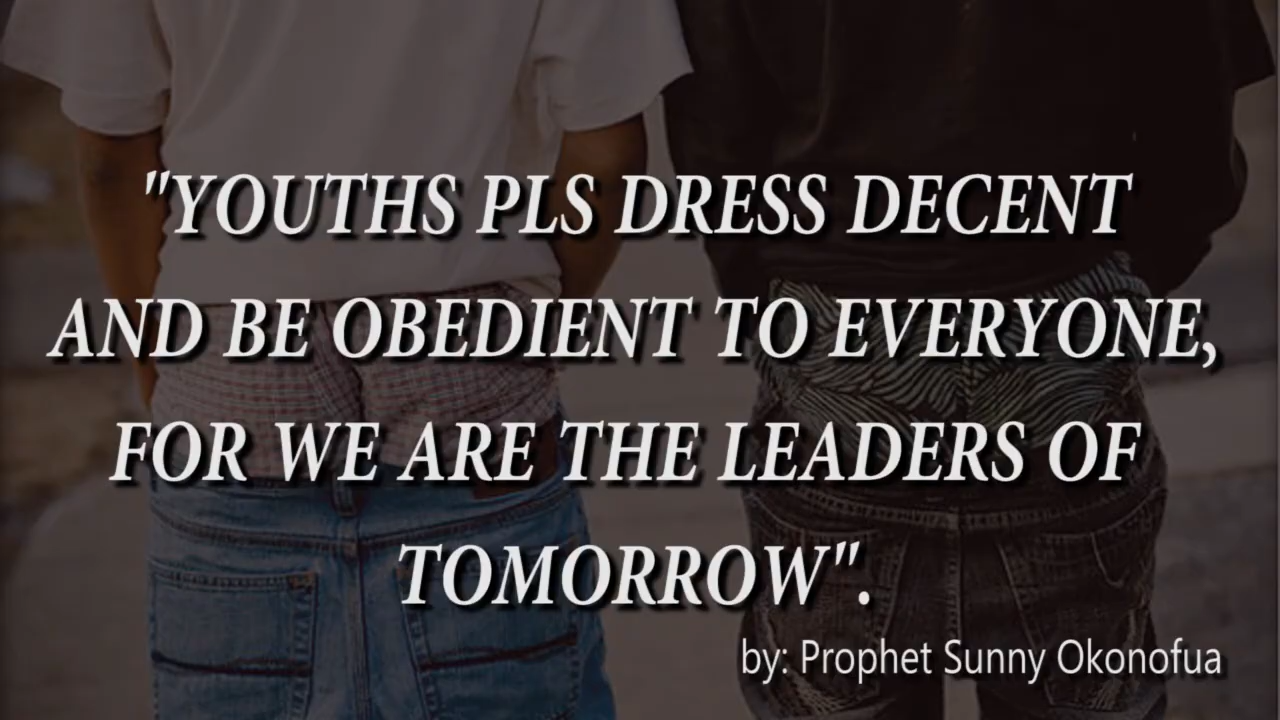 "YOUTHS PLS DRESS DECENT
AND BE OBEDIENT TO EVERYONE,
FOR WE ARE THE LEADERS OF
TOMORROW".
by: Prophet Sunny Okonofua